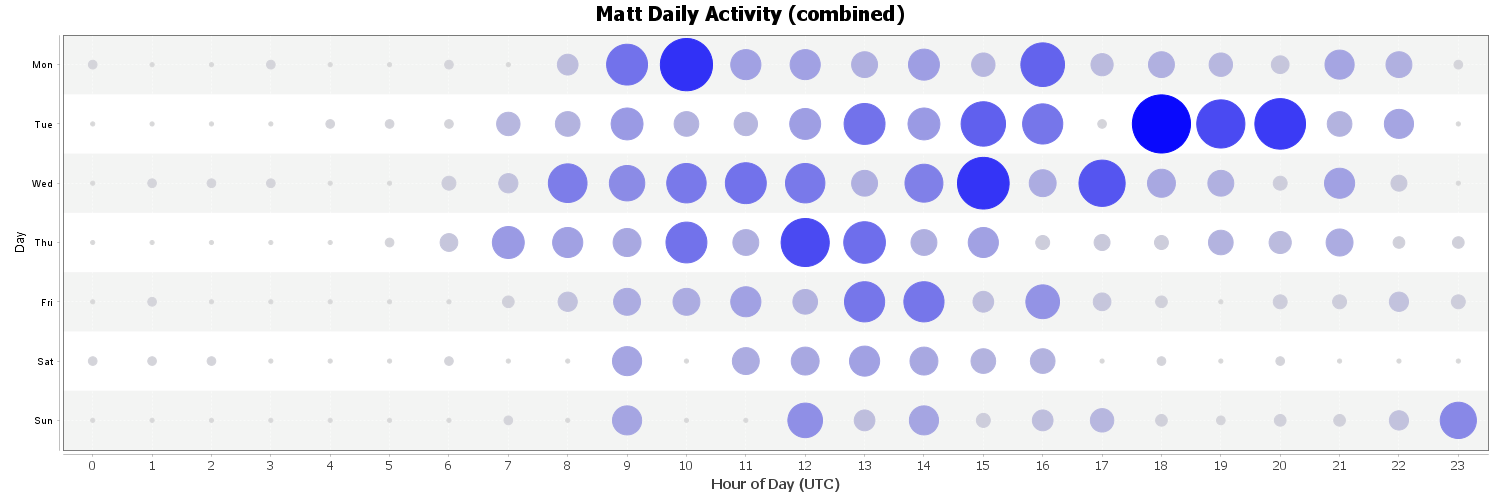 Matt Daily Activity (combined)
Mon
Tue
Wed
Thu
Fri
Sat
Sun
Day
0 1 2 3 4 5 6 7 8 9 10 11 12 13 14 15 16 17 18 19 20 21 22 23
Hour of Day (UTC)